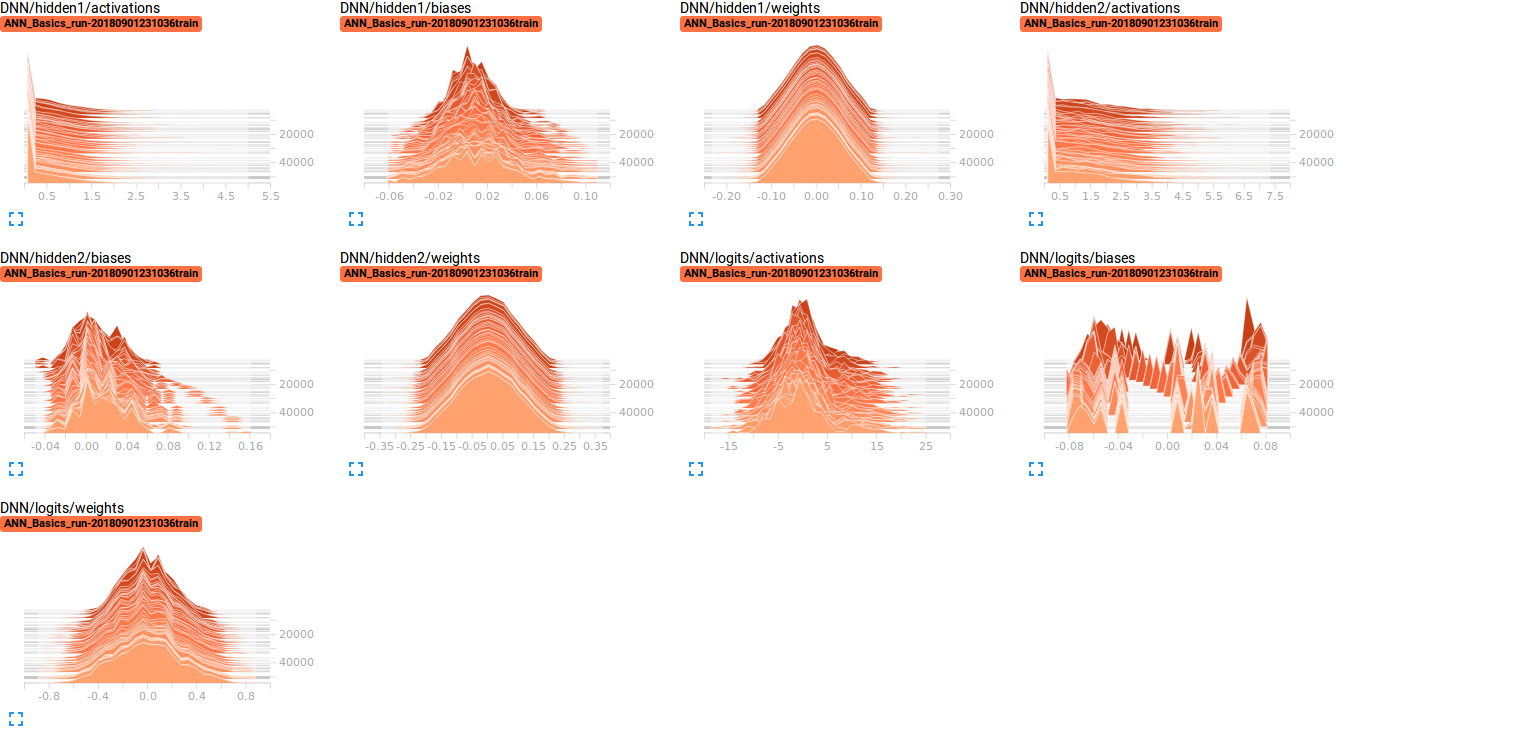 DNN/hidden1/activations
ANN_Basics_run-20180901231036train
20000
40000
0.5 1.5 2.5 3.5 4.5 5.5
DNN/hidden1/biases
ANN_Basics_run-20180901231036train
20000
40000
-0.06 -0.02 0.02 0.06 0.10
DNN/hidden1/weights
ANN_Basics_run-20180901231036train
20000
40000
-0.20 -0.10 0.00 0.10 0.20 0.30
DNN/hidden2/activations
ANN_Basics_run-20180901231036train
20000
40000
0.5 1.5 2.5 3.5 4.5 5.5 6.5 7.5
DNN/hidden2/biases
ANN_Basics_run-20180901231036train
20000
40000
-0.04 0.00 0.04 0.08 0.12 0.16
DNN/hidden2/weights
ANN_Basics_run-20180901231036train
20000
40000
-0.35 -0.25 -0.15 -0.05 0.05 0.15 0.25 0.35
DNN/logits/activations
ANN_Basics_run-20180901231036train
20000
40000
-15 -5 5 15 25
DNN/logits/biases
ANN_Basics_run-20180901231036train
20000
40000
-0.08 -0.04 0.00 0.04 0.08
DNN/logits/weights
ANN_Basics_run-20180901231036train
20000
40000
-0.8 -0.4 0.0 0.4 0.8